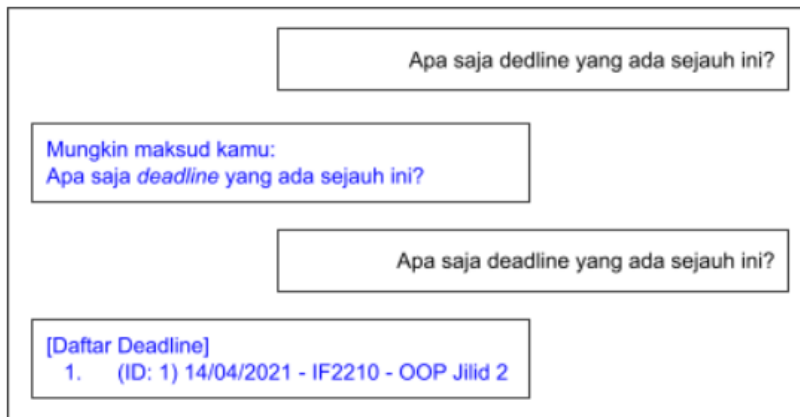 Apa saja dedline yang ada sejauh ini?
Mungkin maksud kamu:
Apa saja deadline yang ada sejauh ini?
Apa saja deadline yang ada sejauh ini?
[Daftar Deadline]
1. (ID: 1) 14/04/2021 - IF2210 - OOP Jilid 2